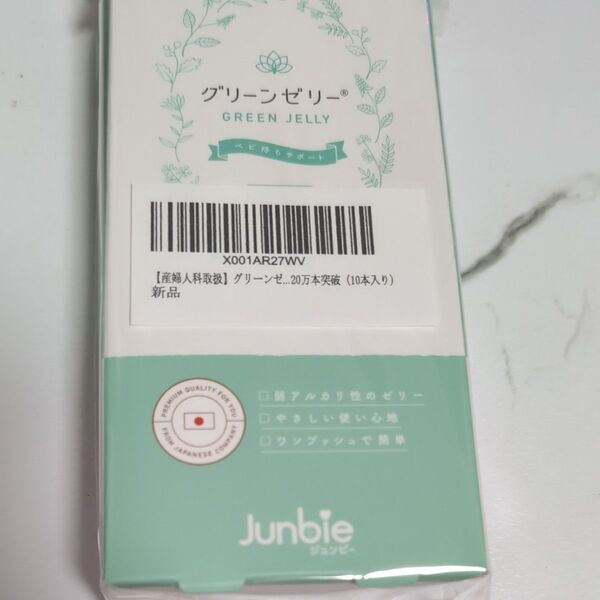 グリーンゼリー®
GREEN JELLY
ベビ待ちサポート
X001AR27WV
【産婦人科取扱】グリーンゼ...20万本突破（10本入り）
新品
PREMIUM QUALITY FOR YOU
FROM JAPANESE COMPANY
□弱アルカリ性のゼリー
□やさしい使い心地
□ワンプッシュで簡単
Junbie
ジュンビー